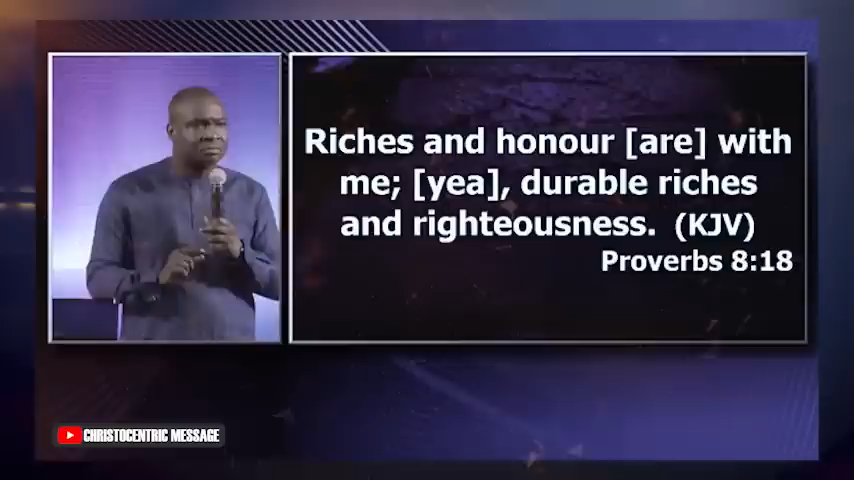 Riches and honour [are] with
me; [yea], durable riches
and righteousness. (KJV)
Proverbs 8:18
CHRISTOCENTRIC MESSAGE